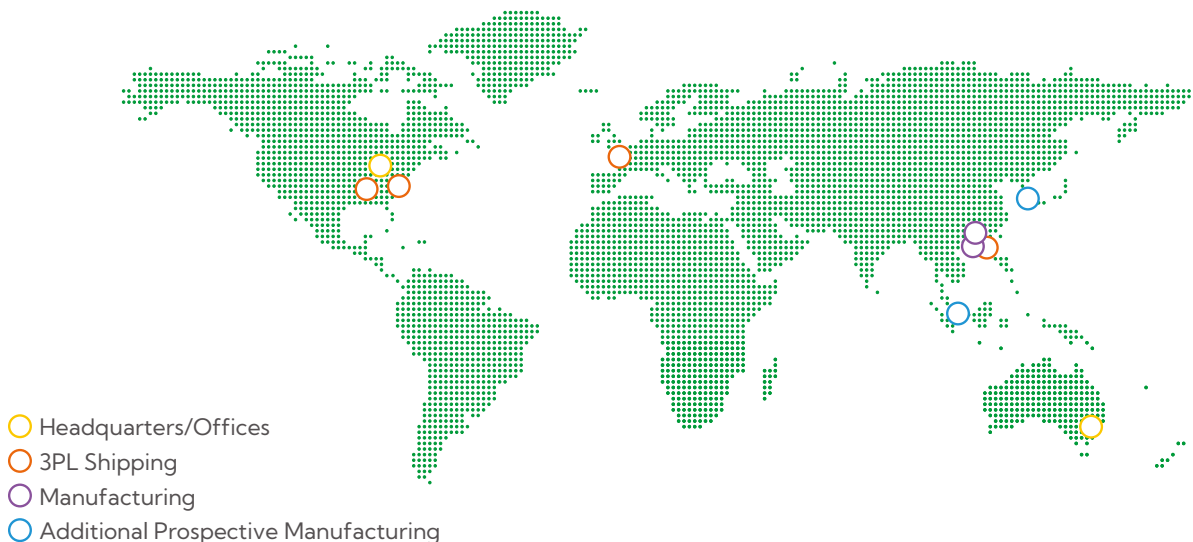 Headquarters/Offices
3PL Shipping
Manufacturing
Additional Prospective Manufacturing